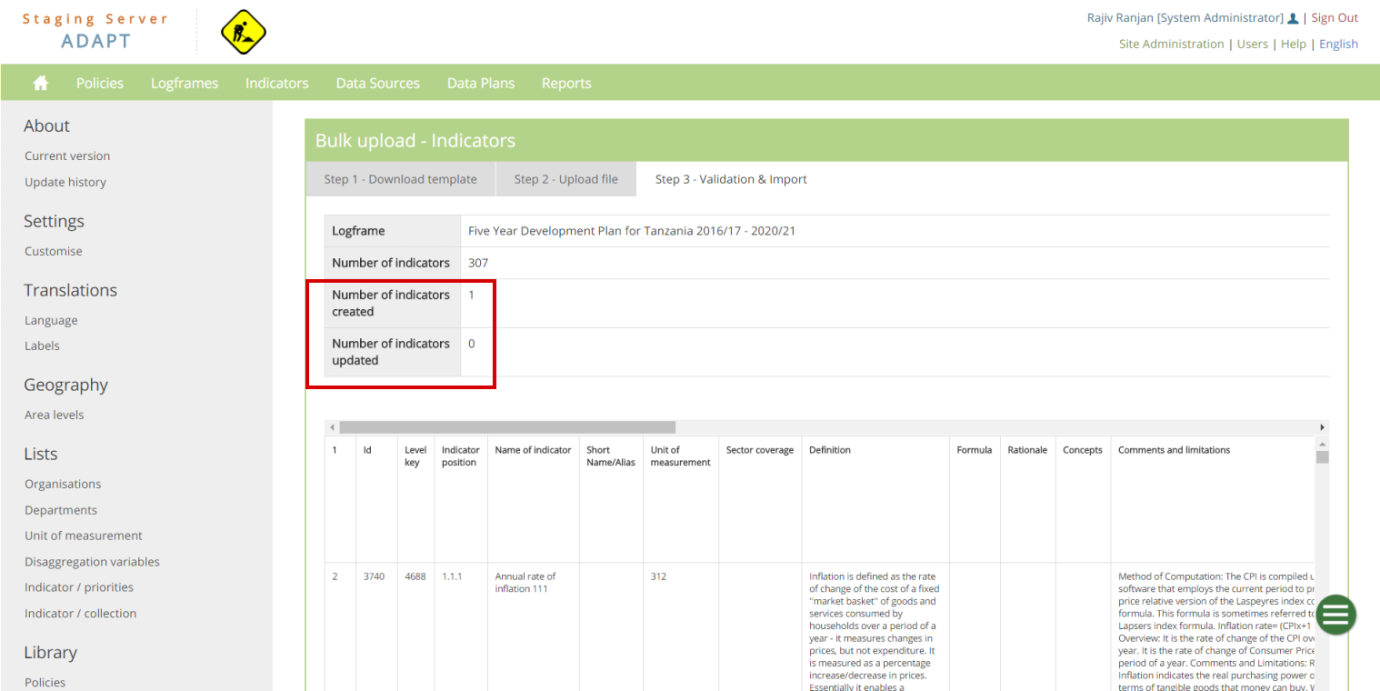 Staging Server
ADAPT
Rajiv Ranjan [System Administrator] | Sign Out
Site Administration | Users | Help | English
Policies Logframes Indicators Data Sources Data Plans Reports
About
Current version
Update history
Settings
Customise
Translations
Language
Labels
Geography
Area levels
Lists
Organisations
Departments
Unit of measurement
Disaggregation variables
Indicator / priorities
Indicator / collection
Library
Policies
Bulk upload - Indicators
Step 1 - Download template Step 2 - Upload file Step 3 - Validation & Import
Logframe Five Year Development Plan for Tanzania 2016/17 - 2020/21
Number of indicators 307
Number of indicators 1
created
Number of indicators 0
updated
1 Id Level Indicator Name of indicator Short Unit of Sector coverage Definition Formula Rationale Concepts Comments and limitations
key position Name/Alias measurement
2 3740 4688 1.1.1 Annual rate of 312
inflation 111
Inflation is defined as the rate
of change of the cost of a fixed
"market basket" of goods and
services consumed by
households over a period of a
year - it measures changes in
prices, but not expenditure. It
is measured as a percentage
increase/decrease in prices.
Essentially it enables a
Method of Computation: The CPI is compiled
software that employs the current period to
price relative version of the Laspeyres index
formula. This formula is sometimes referred
Lapsers index formula. Inflation rate= (CPIx+1
Overview: It is the rate of change of the CPI
year. It is the rate of change of Consumer
period of a year. Comments and Limitations:
Inflation indicates the real purchasing power
terms of tangible goods that money can buy.